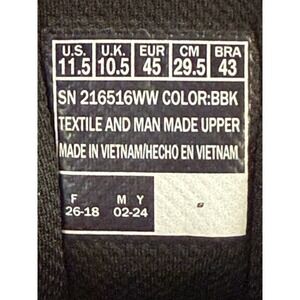 U.S. U.K. EUR CM BRA
11.5 10.5 45 29.5 43
SN 216516WW COLOR:BBK
TEXTILE AND MAN MADE UPPER
MADE IN VIETNAM/HECHO EN VIETNAM
F M Y
26-18 02-24